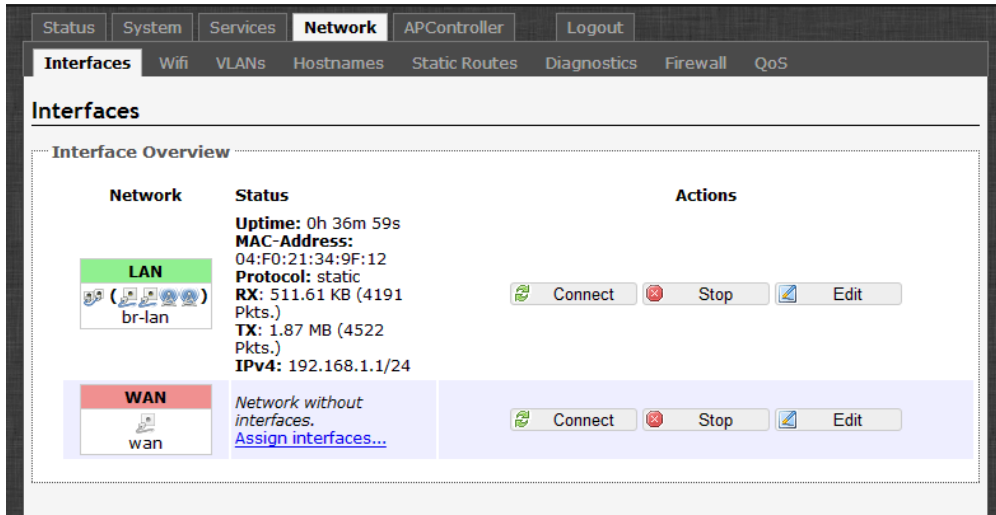 Status System Services Network APController Logout
Interfaces Wifi VLANs Hostnames Static Routes Diagnostics Firewall QoS
Interfaces
Interface Overview
Network Status Actions
LAN
( )
br-lan
Uptime: 0h 36m 59s
MAC-Address:
04:F0:21:34:9F:12
Protocol: static
RX: 511.61 KB (4191
Pkts.)
TX: 1.87 MB (4522
Pkts.)
IPv4: 192.168.1.1/24
Connect Stop Edit
WAN
wan
Network without
interfaces.
Assign interfaces...
Connect Stop Edit